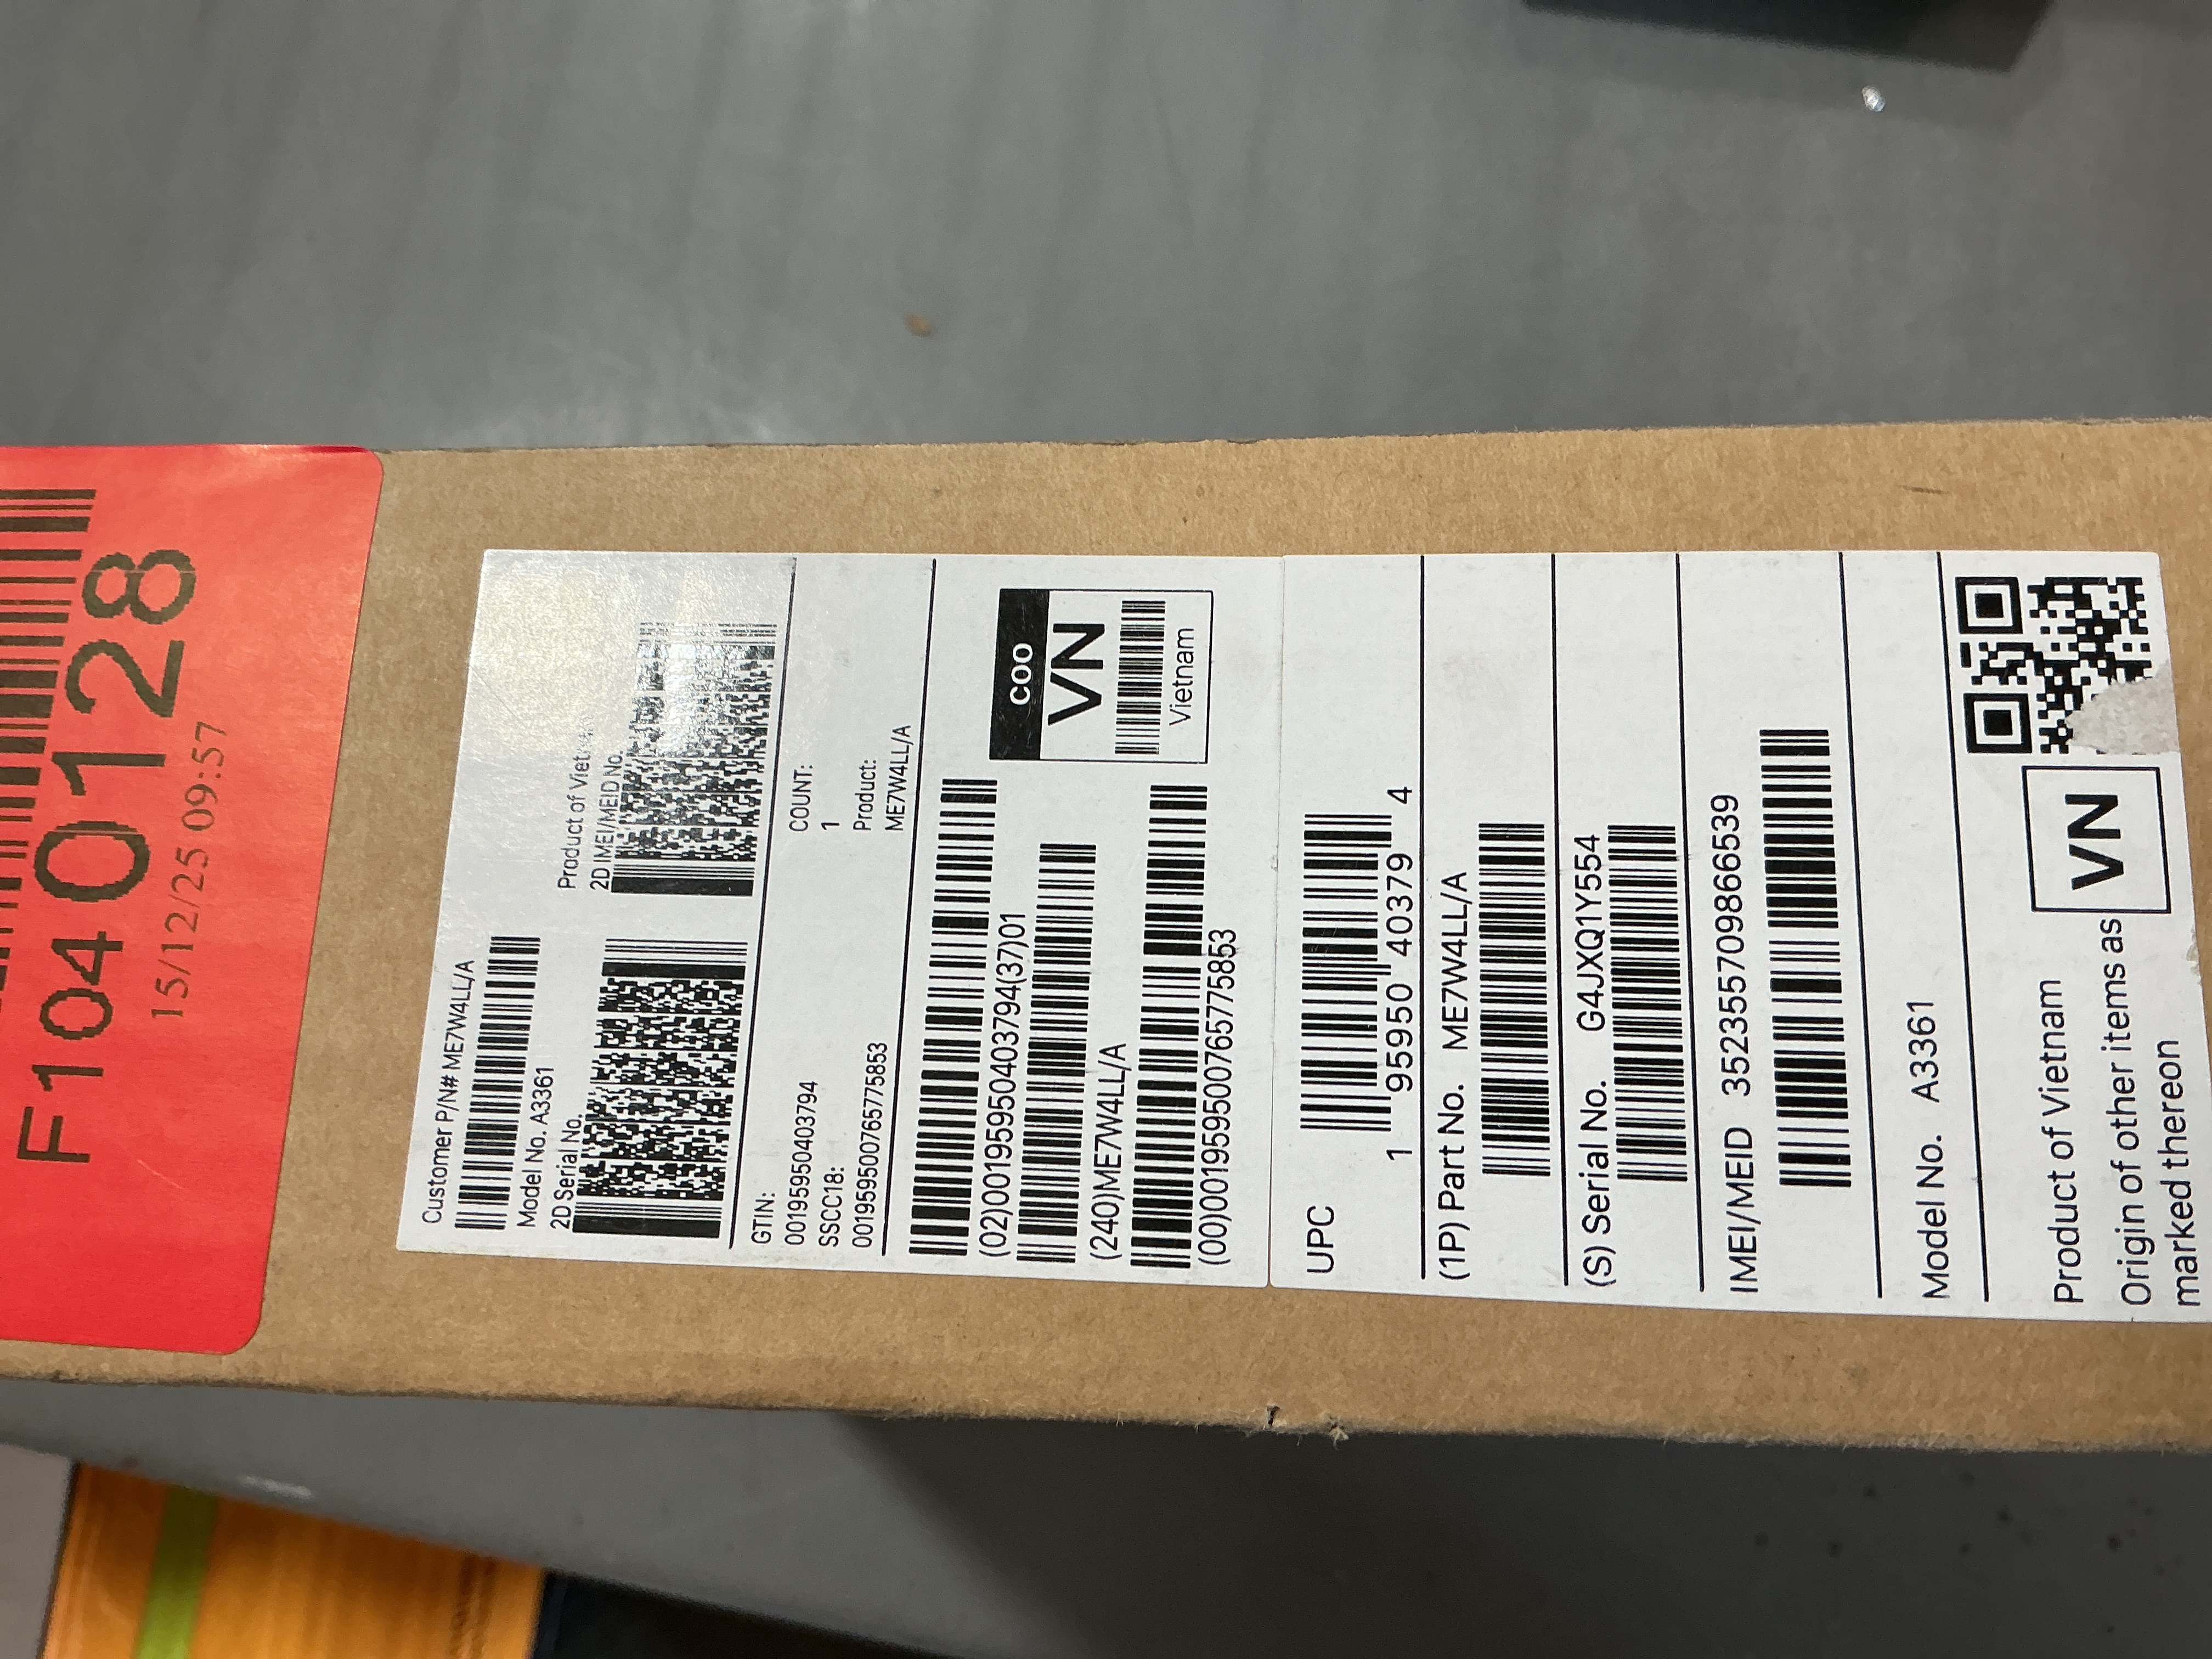 F104 0128
15/12/25 09:57
Customer P/N# ME7W4LL/A
Model No. A3361
2D Serial No.
Product of
2D IMEI/MEID No.
GTIN:
00195950403794
SSCC18:
00195950076577 5853
COUNT:
1
Product:
ME7W4LL/A
(02)00195950403794(37)01
(240)ME7W4LL/A
(00)001959500765775853
COO
VN
Vietnam
UPC
1 95950 40379 4
(1P) Part No. ME7W4LL/A
(S) Serial No. G4JXQ1Y554
IMEI/MEID 352355709866539
Model No. A3361
Product of Vietnam
Origin of other items as
marked thereon
VN